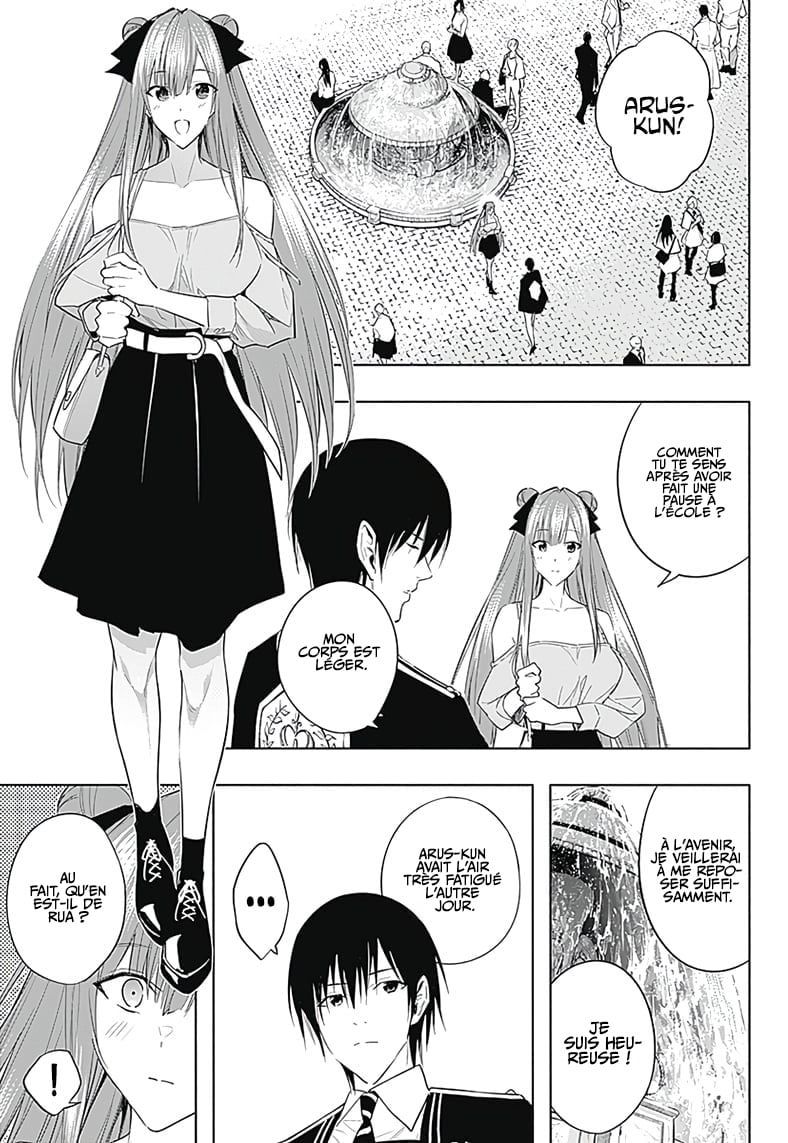 ARUS-
KUN!
COMMENT
TU TE SENS
APRÈS AVOIR
FAIT UNE
PAUSE À
L'ÉCOLE ?
MON
CORPS EST
LÉGER.
À L'AVENIR,
JE VEILLERAI
À ME REPO-
SER SUFFI-
SAMMENT.
JE
SUIS HEU-
REUSE !
ARUS-KUN
AVAIT L'AIR
TRÈS FATIGUÉ
L'AUTRE
JOUR.
...
AU
FAIT, QU'EN
EST-IL DE
RUA ?
!